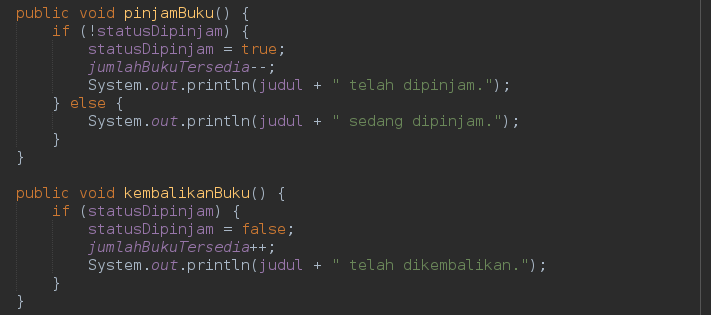 public void pinjamBuku() {
    if (!statusDipinjam) {
        statusDipinjam = true;
        jumlahBukuTersedia--;
        System.out.println(judul + " telah dipinjam.");
    } else {
        System.out.println(judul + " sedang dipinjam.");
    }
}

public void kembalikanBuku() {
    if (statusDipinjam) {
        statusDipinjam = false;
        jumlahBukuTersedia++;
        System.out.println(judul + " telah dikembalikan.");
    }
}